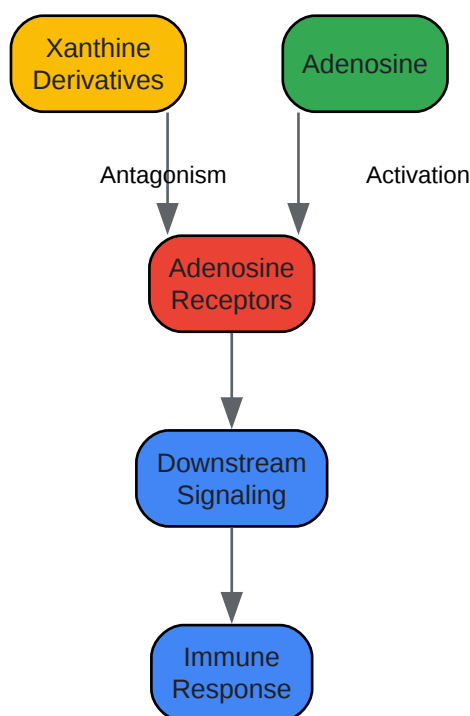 Xanthine
Derivatives
Adenosine
Antagonism
Activation
Adenosine
Receptors
Downstream
Signaling
Immune
Response